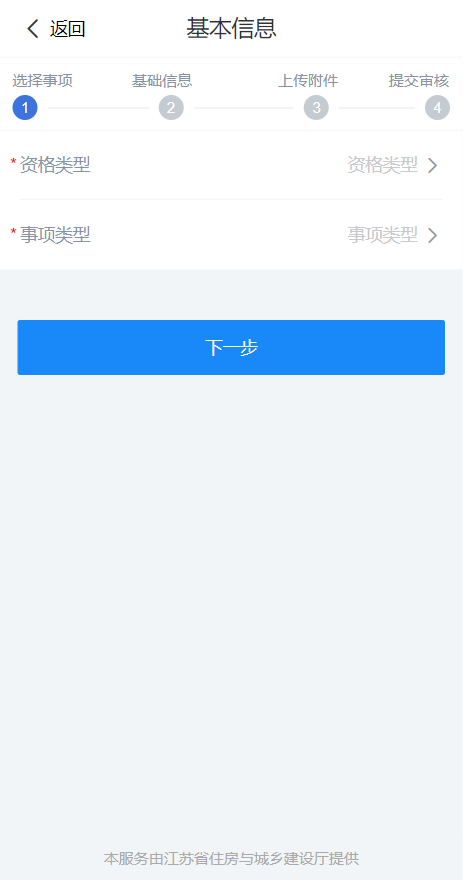 返回
基本信息
选择事项 基础信息 上传附件 提交审核
1 2 3 4
* 资格类型 资格类型
* 事项类型 事项类型
下一步
本服务由江苏省住房与城乡建设厅提供